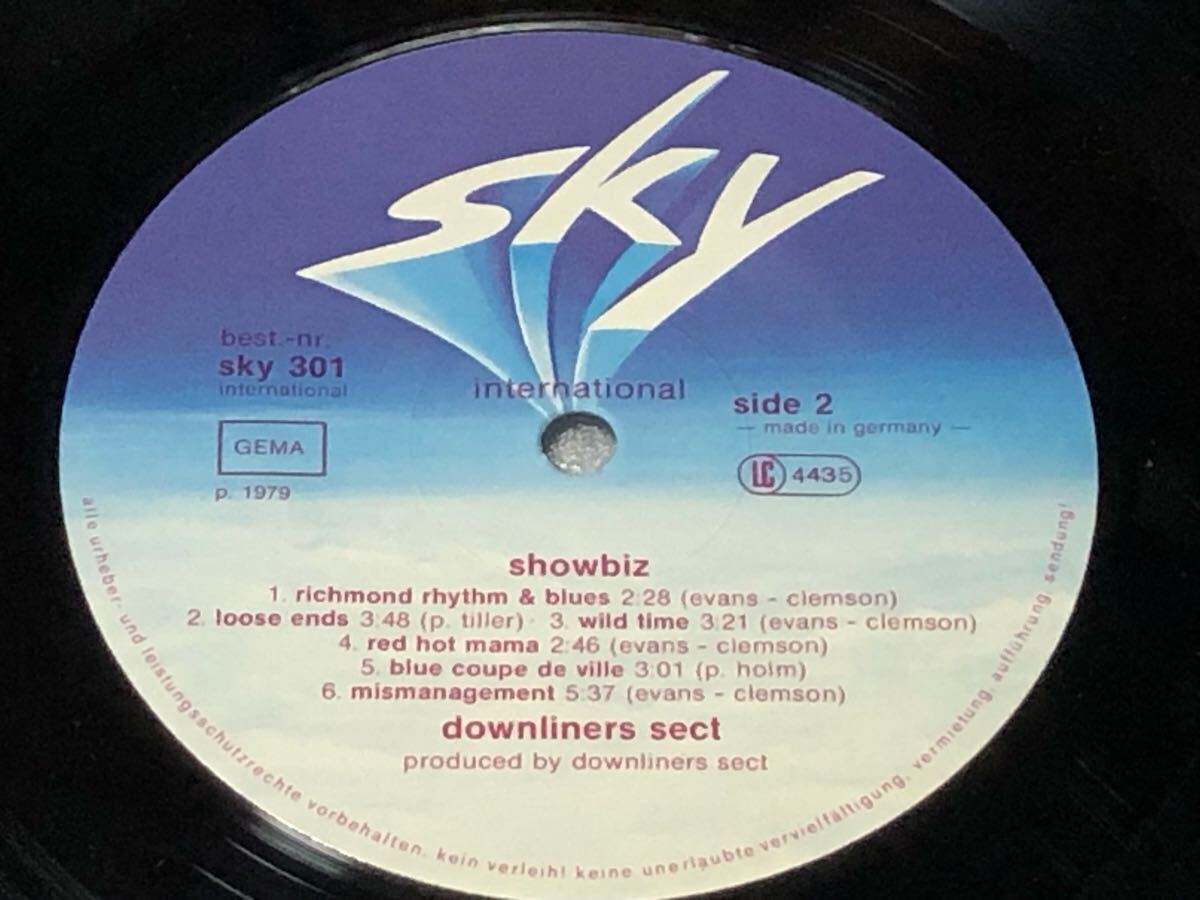 sky
best.-nr.
sky 301
international
international
side 2
— made in germany —
GEMA
LC 4435
p. 1979
showbiz
1. richmond rhythm & blues 2:28 (evans - clemson)
2. loose ends 3:48 (p. tiller) · 3. wild time 3:21 (evans - clemson)
4. red hot mama 2:46 (evans - clemson)
5. blue coupe de ville 3:01 (p. holm)
6. mismanagement 5:37 (evans - clemson)
downliners sect
produced by downliners sect
alle urheber- und leistungsschutzrechte vorbehalten. kein verleih! keine unerlaubte vervielfältigung, vermietung, aufführung, sendung!